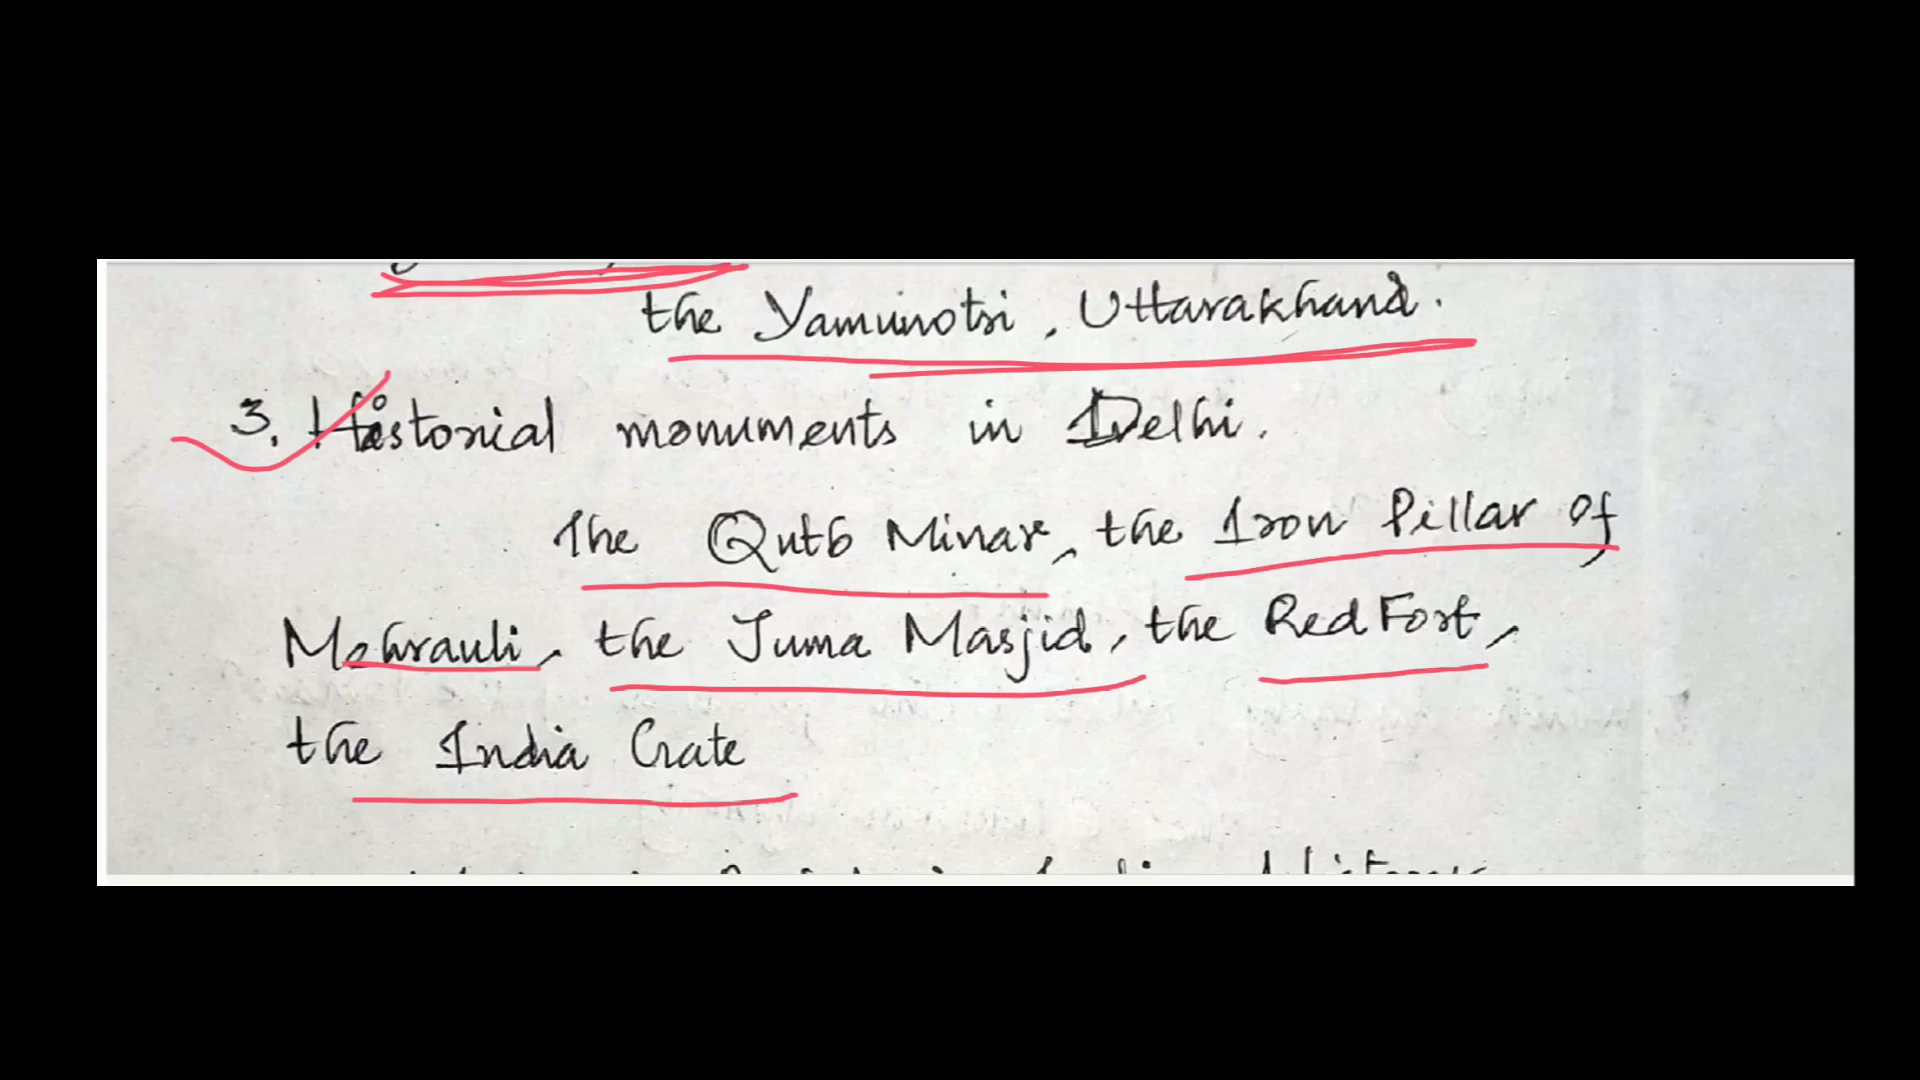 the Yamunotri, Uttarakhand.
3. Historial monuments in Delhi.
The Qutb Minar, the Iron Pillar of
Mehrauli, the Juma Masjid, the Red Fort,
the India Gate